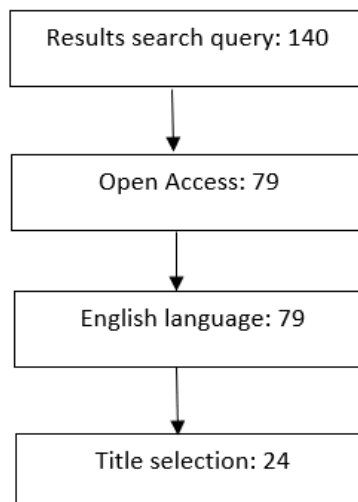 Results search query: 140
Open Access: 79
English language: 79
Title selection: 24